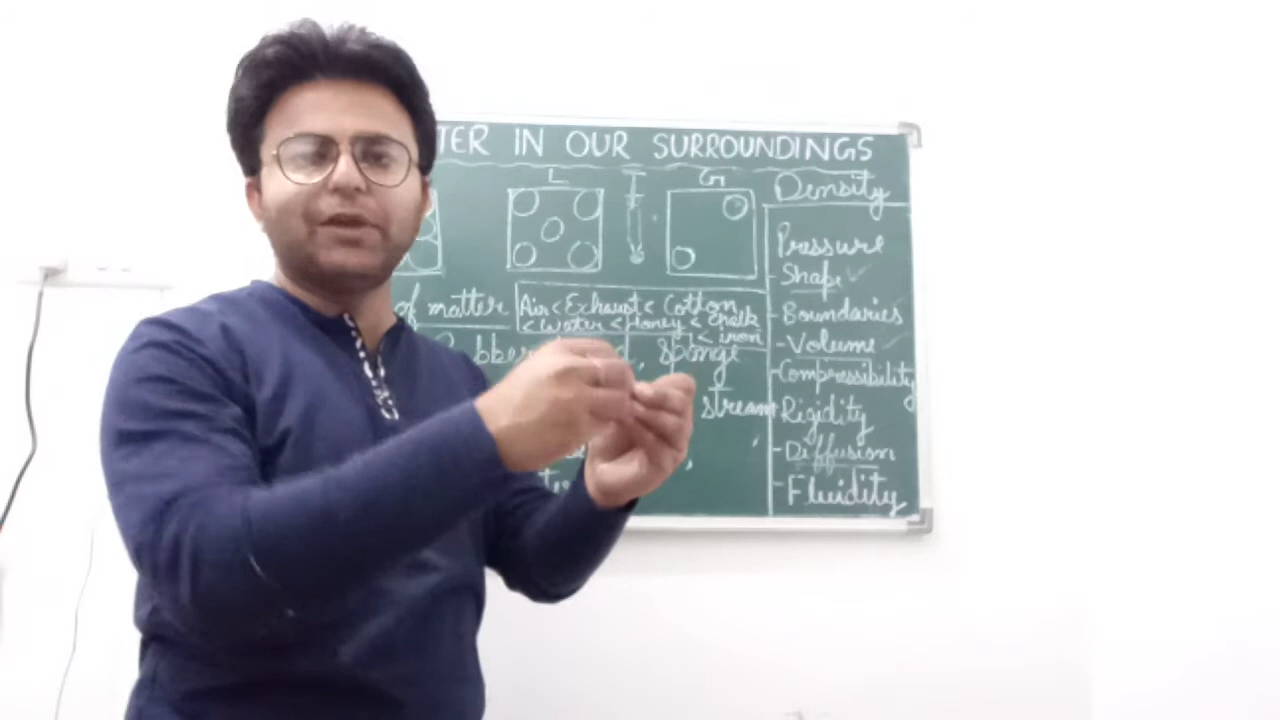 TER IN OUR SURROUNDINGS
L G
Density
of matter
Air < Exhaust < Cotton
< Water < Honey < Chalk
< iron
sponge
stream
Pressure
- Shape ✓
- Boundaries
- Volume
- Compressibility
Rigidity
- Diffusion
- Fluidity